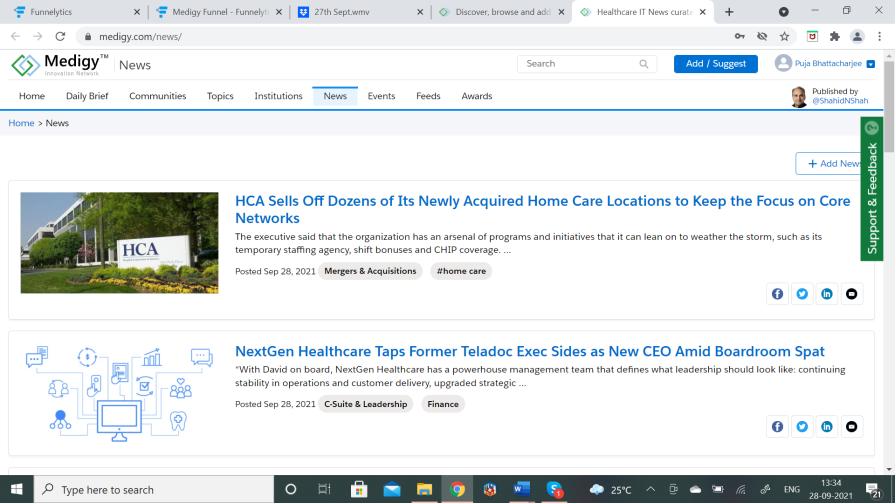 Funnelytics
Medigy Funnel - Funnelyti
27th Sept.wmv
Discover, browse and add
Healthcare IT News curate
medigy.com/news/
Medigy™
Innovation Network
News
Search
Add / Suggest
Puja Bhattacharjee
Home
Daily Brief
Communities
Topics
Institutions
News
Events
Feeds
Awards
Published by
@ShahidNShah
Home > News
+ Add News
Support & Feedback
HCA
HCA Sells Off Dozens of Its Newly Acquired Home Care Locations to Keep the Focus on Core
Networks
The executive said that the organization has an arsenal of programs and initiatives that it can lean on to weather the storm, such as its
temporary staffing agency, shift bonuses and CHIP coverage. ...
Posted Sep 28, 2021 Mergers & Acquisitions #home care
NextGen Healthcare Taps Former Teladoc Exec Sides as New CEO Amid Boardroom Spat
“With David on board, NextGen Healthcare has a powerhouse management team that defines what leadership should look like: continuing
stability in operations and customer delivery, upgraded strategic ...
Posted Sep 28, 2021 C-Suite & Leadership Finance
Type here to search
25°C
ENG
13:34
28-09-2021
21